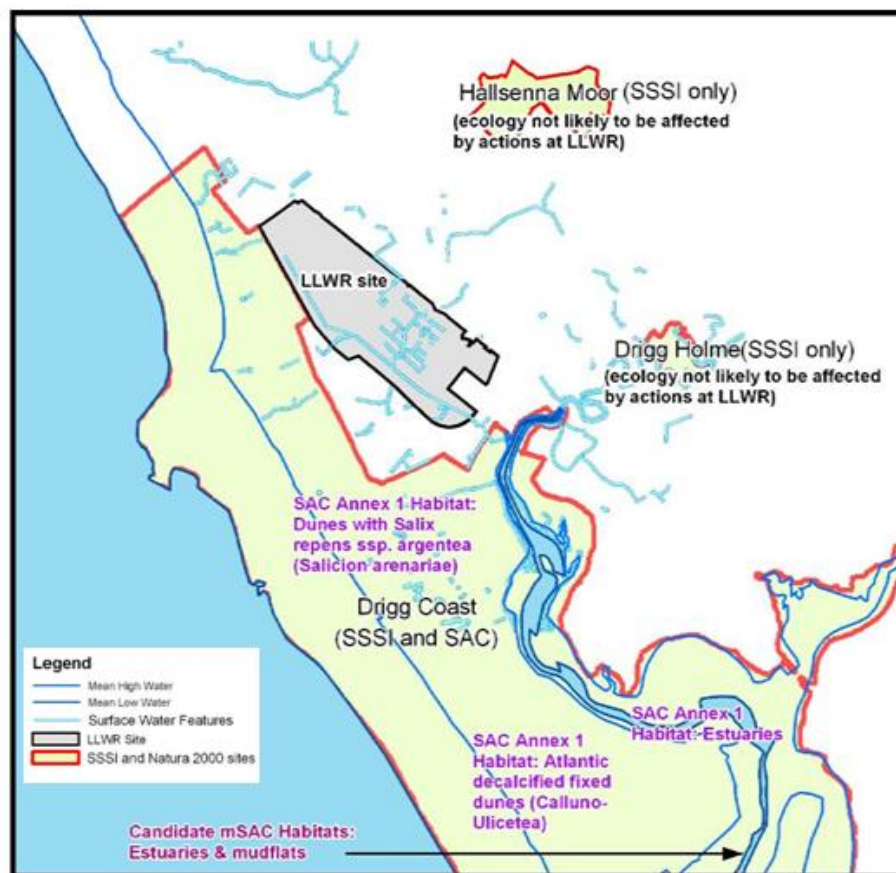 Hallsenna Moor (SSSI only)
(ecology not likely to be affected
by actions at LLWR)
LLWR site
Drigg Holme(SSSI only)
(ecology not likely to be affected
by actions at LLWR)
SAC Annex 1 Habitat:
Dunes with Salix
repens ssp. argentea
(Salicion arenariae)
Drigg Coast
(SSSI and SAC)
Legend
Mean High Water
Mean Low Water
Surface Water Features
LLWR Site
SSSI and Natura 2000 sites
SAC Annex 1
Habitat: Estuaries
SAC Annex 1
Habitat: Atlantic
decalcified fixed
dunes (Calluno-
Ulicetea)
Candidate mSAC Habitats:
Estuaries & mudflats